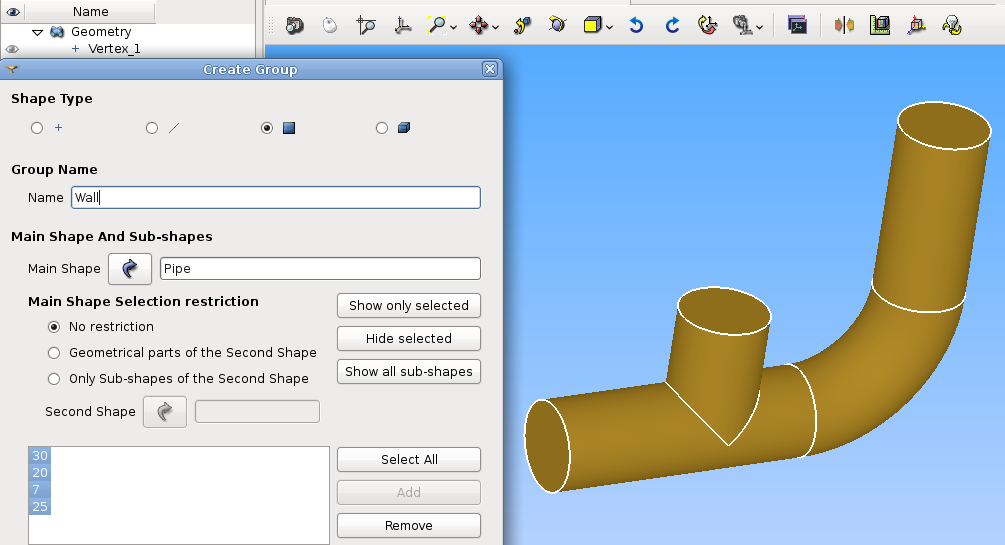 Name
Geometry
Vertex_1
Create Group
Shape Type
Group Name
Name Wall
Main Shape And Sub-shapes
Main Shape Pipe
Main Shape Selection restriction
Show only selected
No restriction
Hide selected
Geometrical parts of the Second Shape
Show all sub-shapes
Only Sub-shapes of the Second Shape
Second Shape
30
20
7
25
Select All
Add
Remove